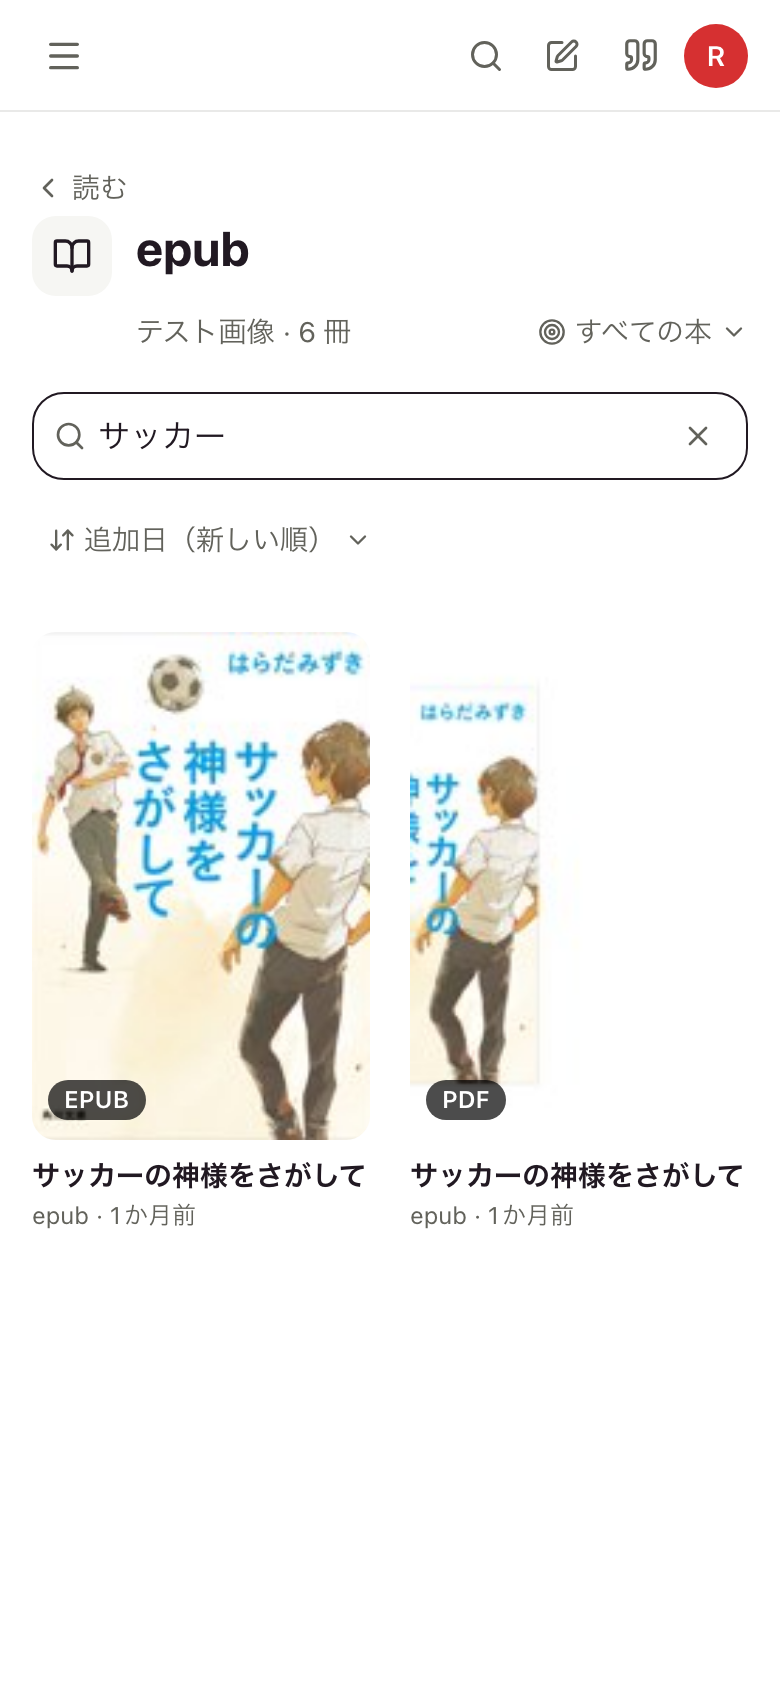 R
読む
epub
テスト画像 · 6 冊
すべての本
サッカー
追加日（新しい順）
はらだみずき
サッカーの
神様を
さがして
EPUB
はらだみずき
サッカーの
PDF
サッカーの神様をさがして
epub · 1か月前
サッカーの神様をさがして
epub · 1か月前